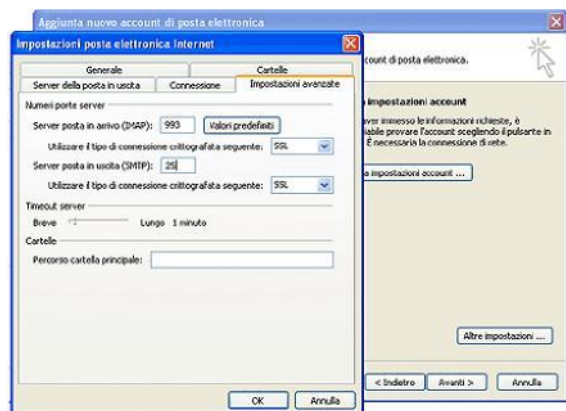 Aggiunta nuovo account di posta elettronica
Impostazioni posta elettronica Internet
Generale
Cartelle
Server della posta in uscita
Connessione
Impostazioni avanzate
Numeri porte server
Server posta in arrivo (IMAP): 993 Valori predefiniti
Utilizzare il tipo di connessione crittografata seguente: SSL
Server posta in uscita (SMTP): 25
Utilizzare il tipo di connessione crittografata seguente: SSL
Timeout server
Breve Lungo 1 minuto
Cartelle
Percorso cartella principale:
OK Annulla
count di posta elettronica.
impostazioni account
aver immesso le informazioni richieste, è
iabile provare l'account scegliendo il pulsante in
È necessaria la connessione di rete.
a impostazioni account ...
Altre impostazioni ...
< Indietro Avanti > Annulla